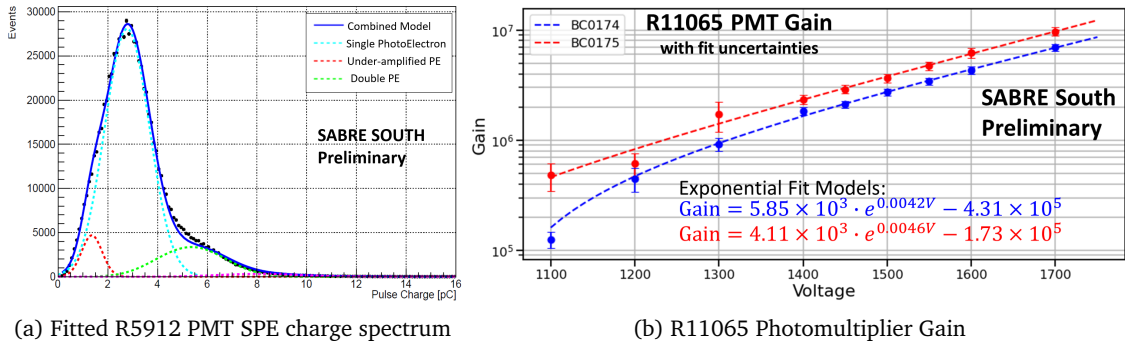 Events
30000
25000
20000
15000
10000
5000
0
0
2
4
6
8
10
12
14
16
Pulse Charge [pC]
Combined Model
Single PhotoElectron
Under-amplified PE
Double PE
SABRE SOUTH
Preliminary
(a) Fitted R5912 PMT SPE charge spectrum
BC0174
BC0175
R11065 PMT Gain
with fit uncertainties
SABRE South
Preliminary
Gain
10⁷
10⁶
10⁵
Exponential Fit Models:
Gain = 5.85 × 10³ ∙ e^{0.0042V} − 4.31 × 10⁵
Gain = 4.11 × 10³ ∙ e^{0.0046V} − 1.73 × 10⁵
1100
1200
1300
1400
1500
1600
1700
Voltage
(b) R11065 Photomultiplier Gain